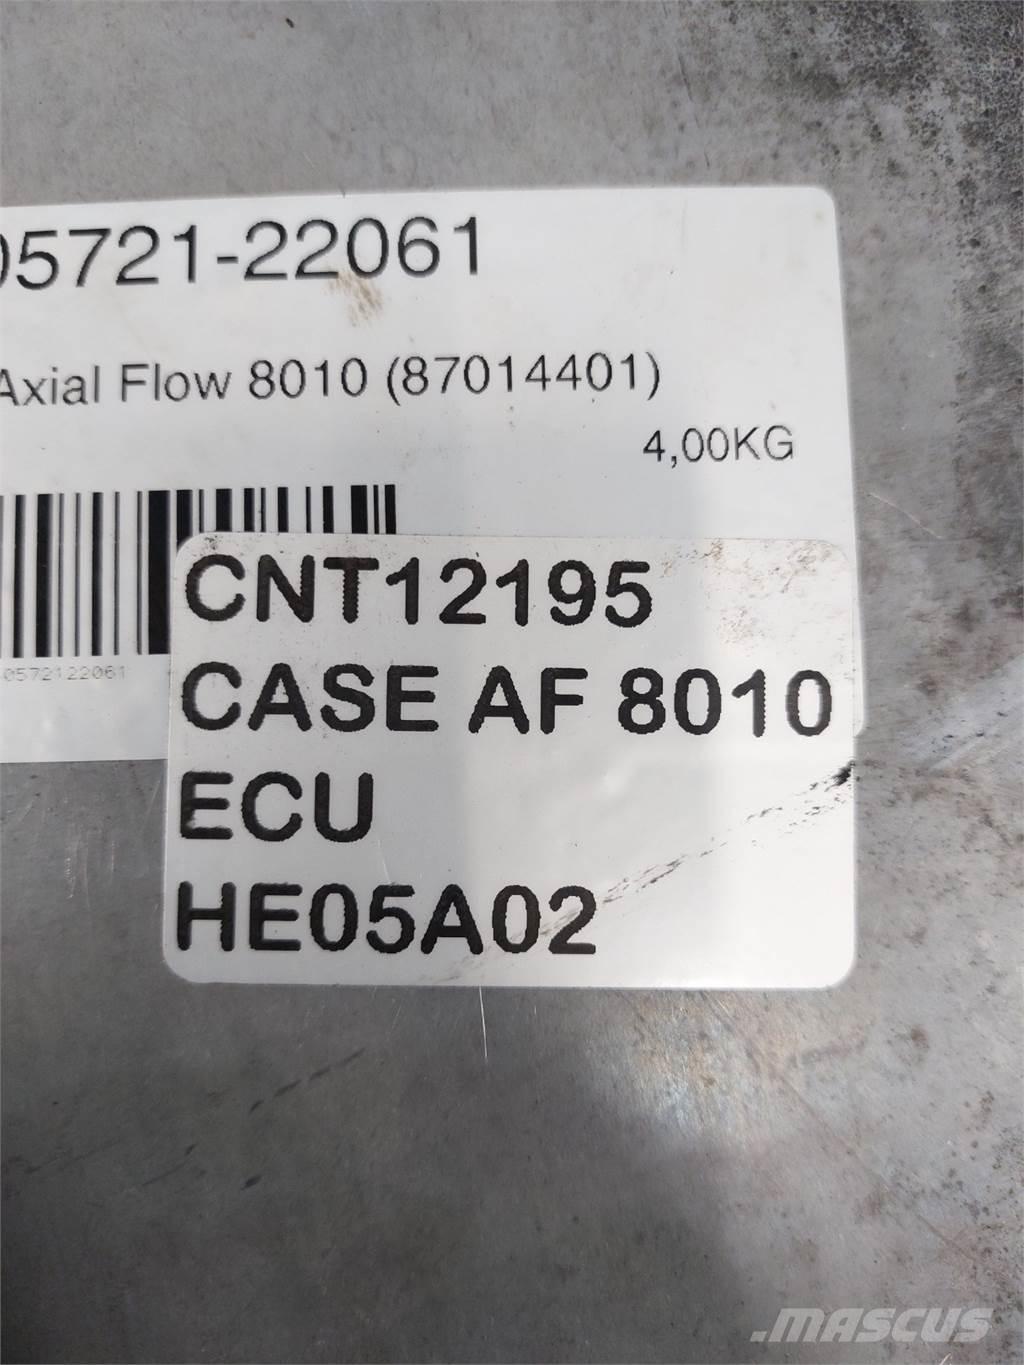 05721-22061
Axial Flow 8010 (87014401)
4,00KG
0572122061
CNT12195
CASE AF 8010
ECU
HE05A02
MASCUS